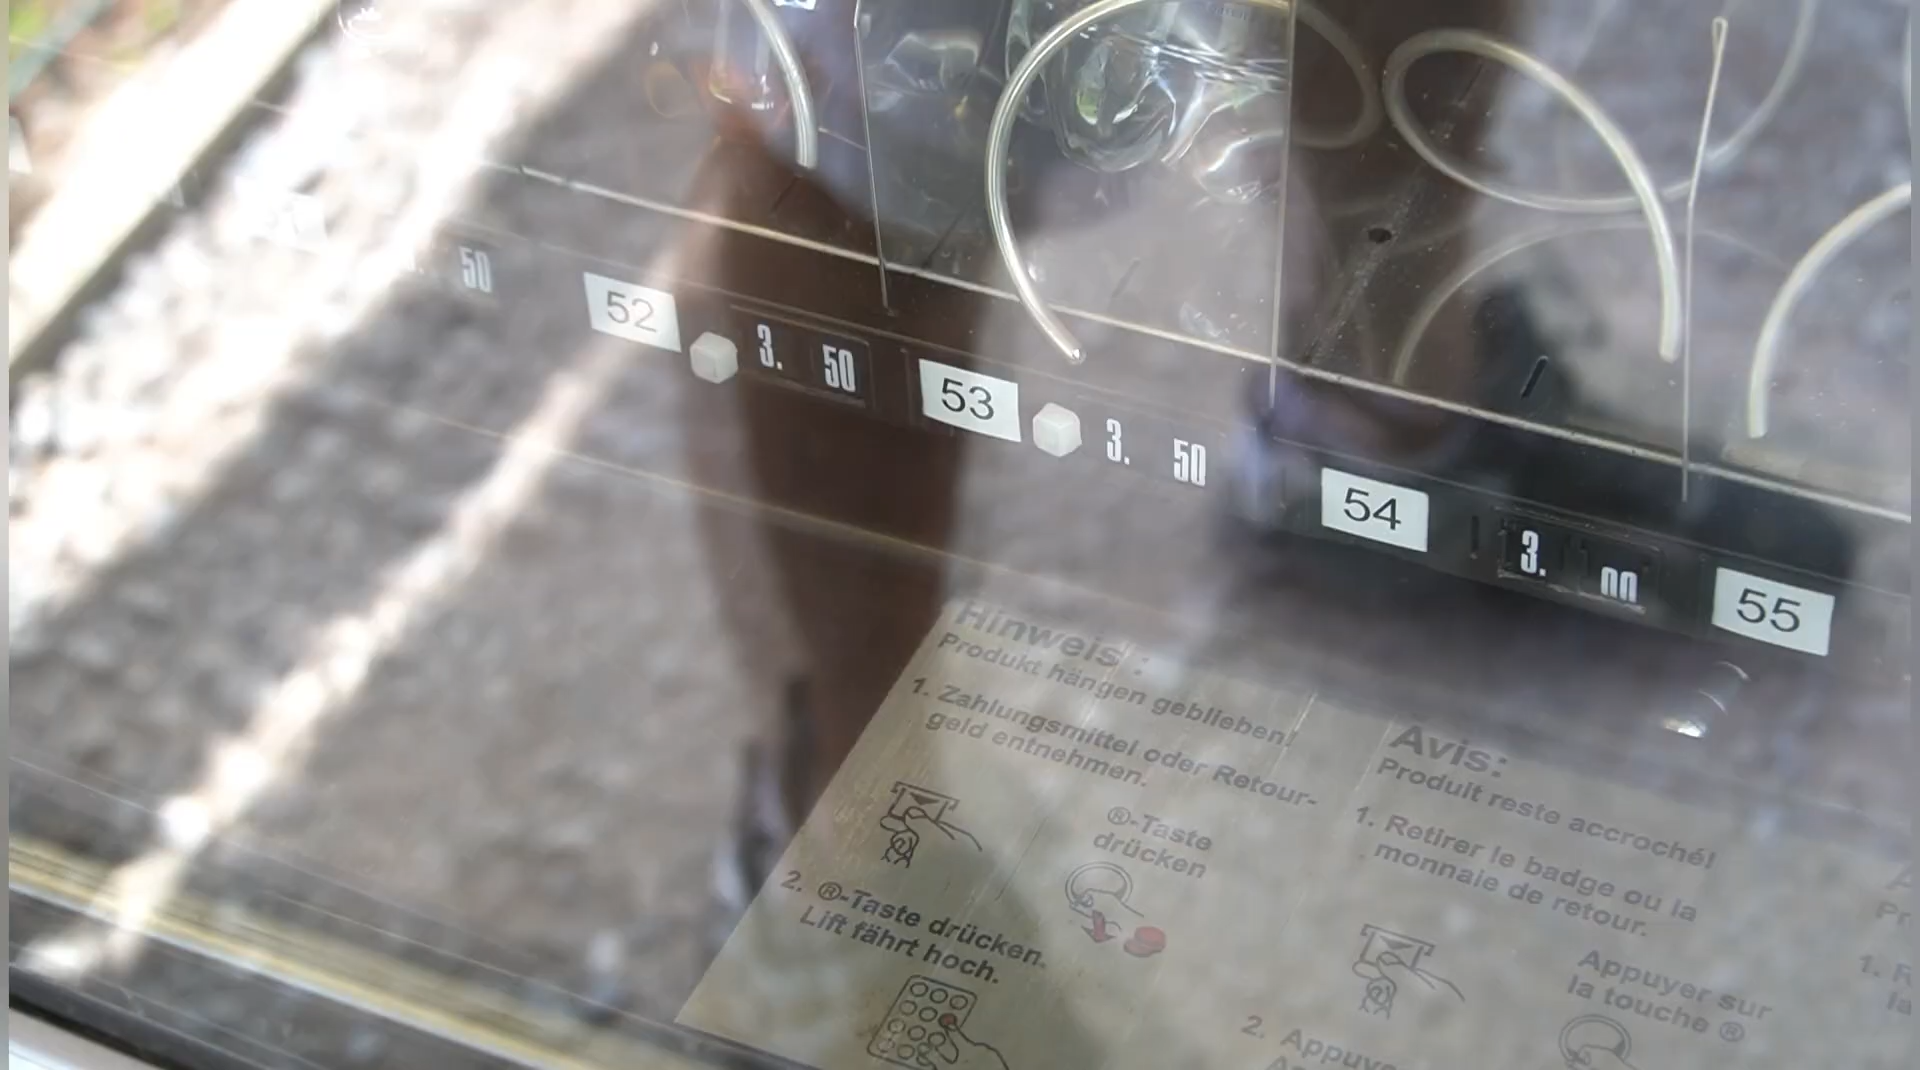 50
52
3. 50
53
3. 50
54
3. 00
55
Hinweis:
Produkt hängen geblieben!
1. Zahlungsmittel oder Retour-
geld entnehmen.
®-Taste
drücken
2. ®-Taste drücken.
Lift fährt hoch.
Avis:
Produit reste accroché!
1. Retirer le badge ou la
monnaie de retour.
Appuyer sur
la touche ®
2.
1.